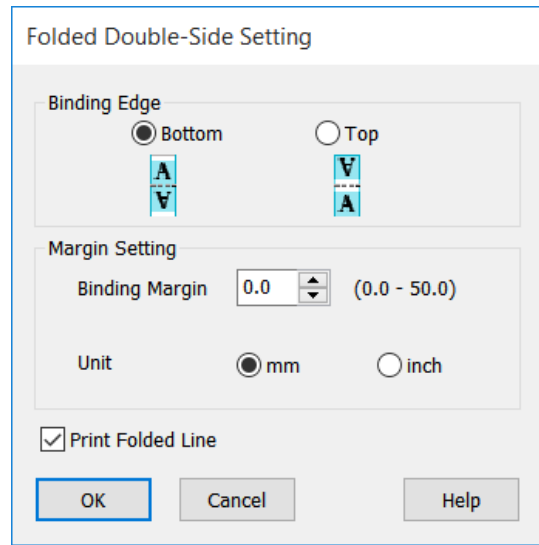 Folded Double-Side Setting
Binding Edge
Bottom Top
A A
A A
Margin Setting
Binding Margin 0.0 (0.0 - 50.0)
Unit mm inch
Print Folded Line
OK Cancel Help